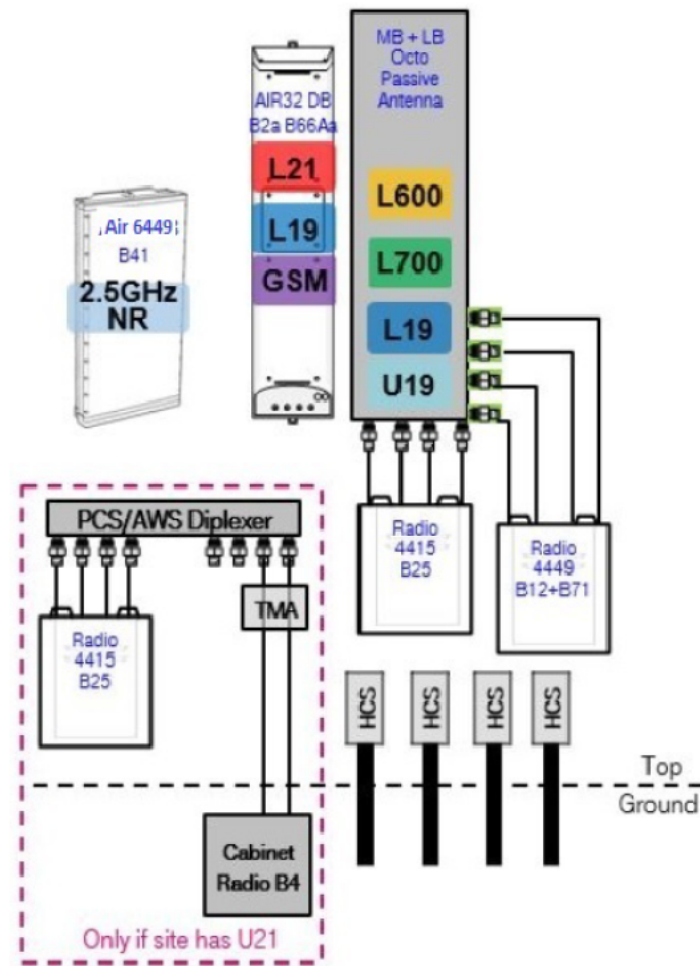 MB + LB
Octo
Passive
Antenna
AIR32 DB
B2a B66Aa
L21
L19
GSM
L600
L700
L19
U19
Air 6449
B41
2.5GHz
NR
PCS/AWS Diplexer
TMA
Radio
4415
B25
Radio
4415
B25
Radio
4449
B12+B71
HCS
HCS
HCS
HCS
Top
Ground
Cabinet
Radio B4
Only if site has U21